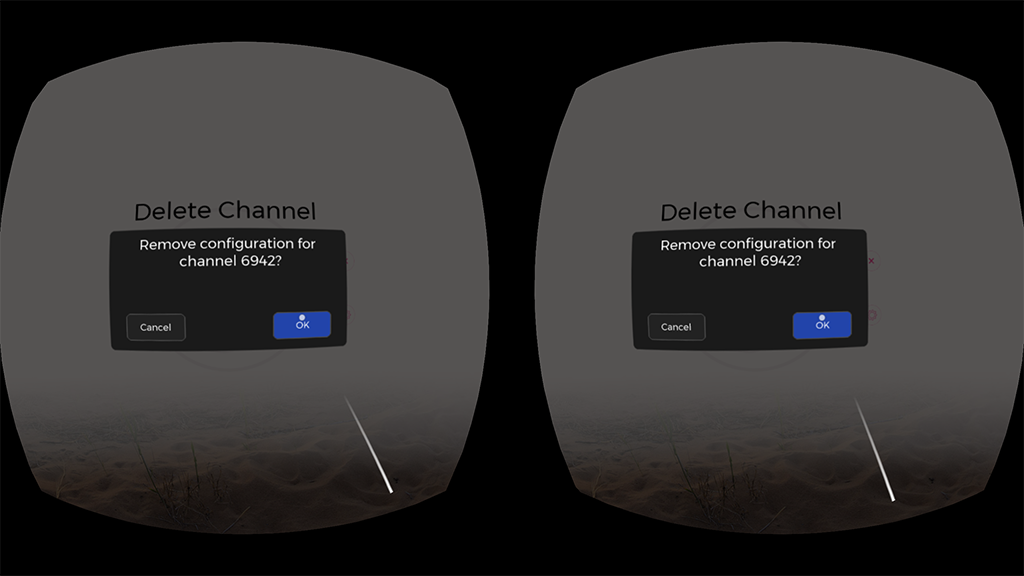 Delete Channel
Remove configuration for
channel 6942?
Cancel
OK
Delete Channel
Remove configuration for
channel 6942?
Cancel
OK